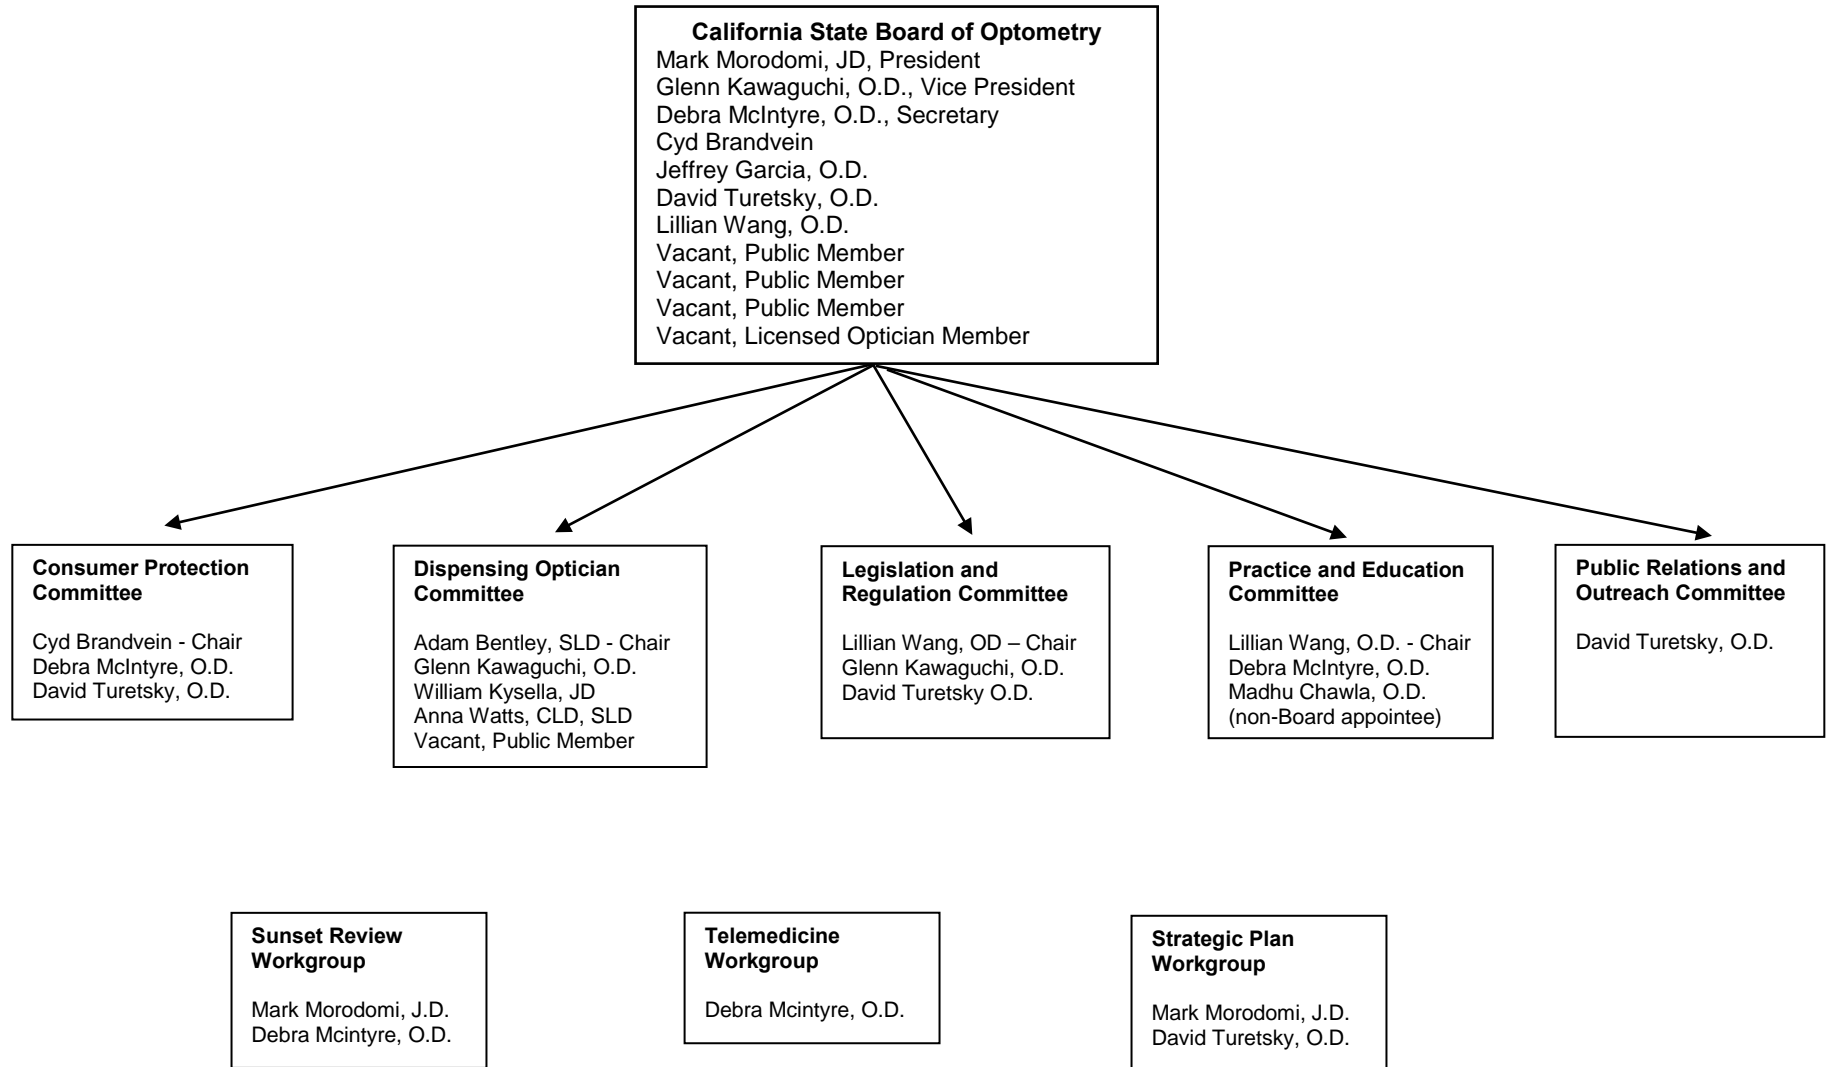 California State Board of Optometry
Mark Morodomi, JD, President
Glenn Kawaguchi, O.D., Vice President
Debra McIntyre, O.D., Secretary
Cyd Brandvein
Jeffrey Garcia, O.D.
David Turetsky, O.D.
Lillian Wang, O.D.
Vacant, Public Member
Vacant, Public Member
Vacant, Public Member
Vacant, Licensed Optician Member
Consumer Protection
Committee
Cyd Brandvein - Chair
Debra McIntyre, O.D.
David Turetsky, O.D.
Dispensing Optician
Committee
Adam Bentley, SLD - Chair
Glenn Kawaguchi, O.D.
William Kysella, JD
Anna Watts, CLD, SLD
Vacant, Public Member
Legislation and
Regulation Committee
Lillian Wang, OD – Chair
Glenn Kawaguchi, O.D.
David Turetsky O.D.
Practice and Education
Committee
Lillian Wang, O.D. - Chair
Debra McIntyre, O.D.
Madhu Chawla, O.D.
(non-Board appointee)
Public Relations and
Outreach Committee
David Turetsky, O.D.
Sunset Review
Workgroup
Mark Morodomi, J.D.
Debra Mcintyre, O.D.
Telemedicine
Workgroup
Debra Mcintyre, O.D.
Strategic Plan
Workgroup
Mark Morodomi, J.D.
David Turetsky, O.D.